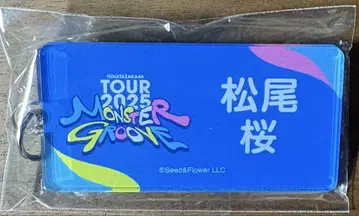 HINATAZAKA46
TOUR
2025
MONSTER
GROOVE
松尾
桜
©Seed&Flower LLC